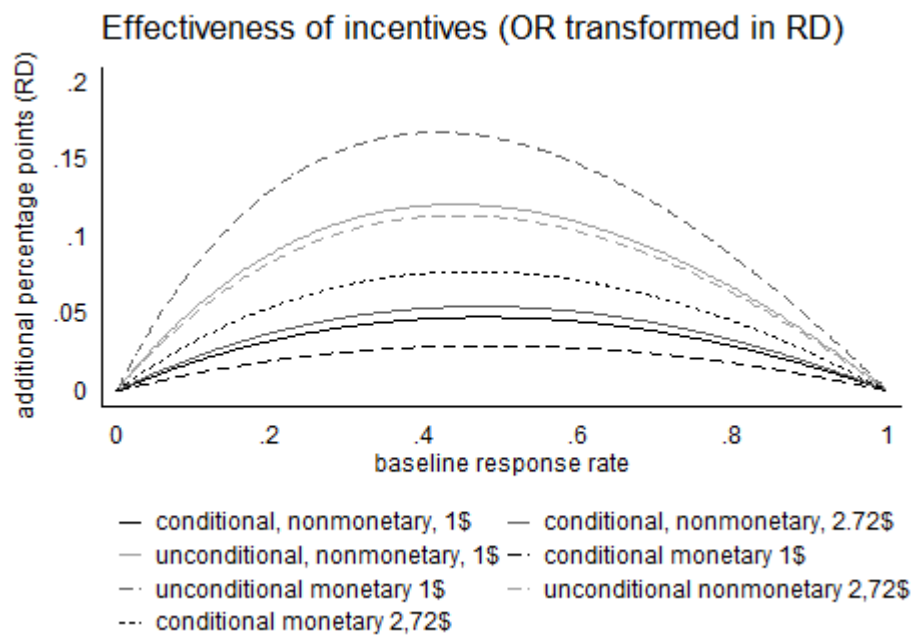 Effectiveness of incentives (OR transformed in RD)
additional percentage points (RD)
.2
.15
.1
.05
0
0 .2 .4 .6 .8 1
baseline response rate
conditional, nonmonetary, 1$ conditional, nonmonetary, 2.72$
unconditional, nonmonetary, 1$ conditional monetary 1$
unconditional monetary 1$ unconditional nonmonetary 2,72$
conditional monetary 2,72$